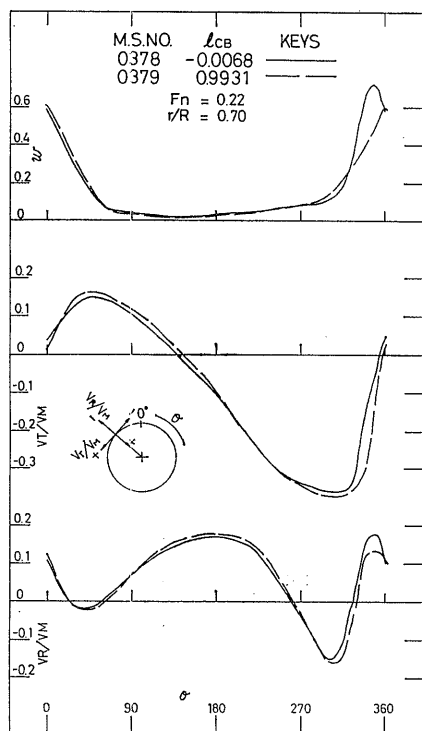 M.S.NO. ℓCB KEYS
0378 -0.0068
0379 0.9931
Fn = 0.22
r/R = 0.70
0.6
w
0.4
0.2
0
0.2
0.1
0
-0.1
-0.2
-0.3
VT/VM
VR/VM
0°
θ
VT/VM
+
-
0.2
0.1
0
-0.1
-0.2
VR/VM
0 90 180 270 360
θ